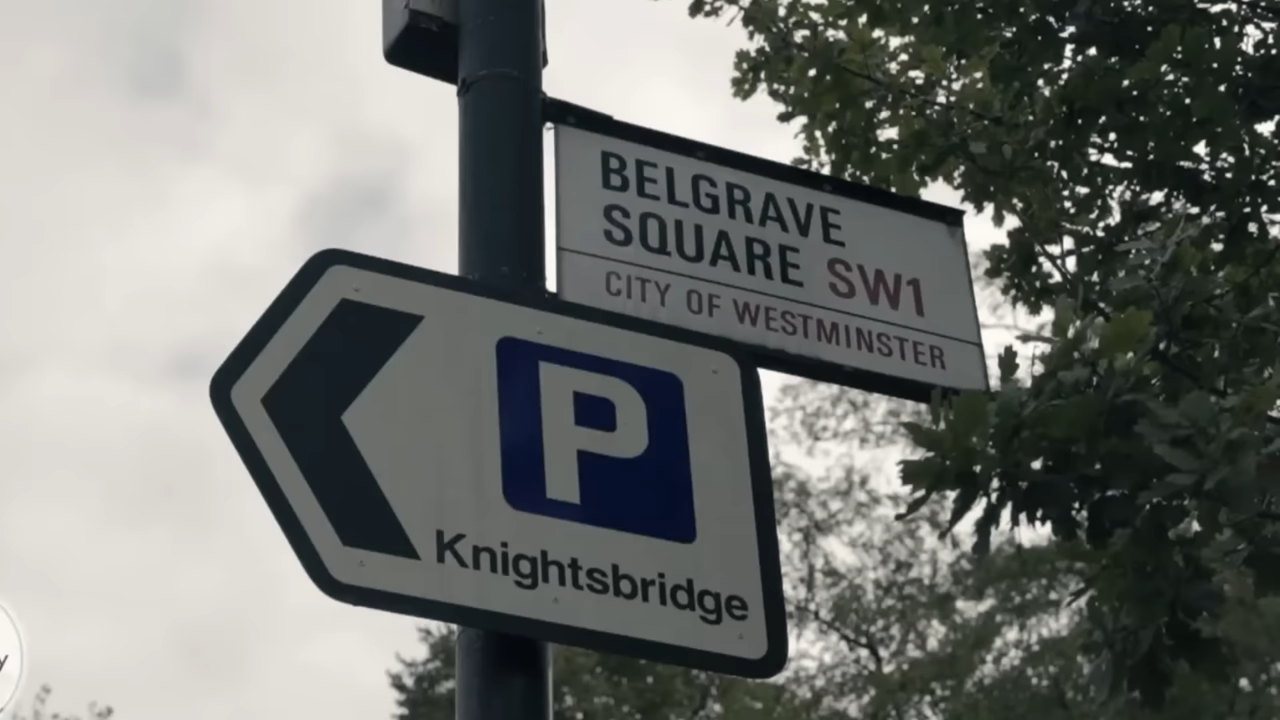 BELGRAVE
SQUARE SW1
CITY OF WESTMINSTER
P
Knightsbridge